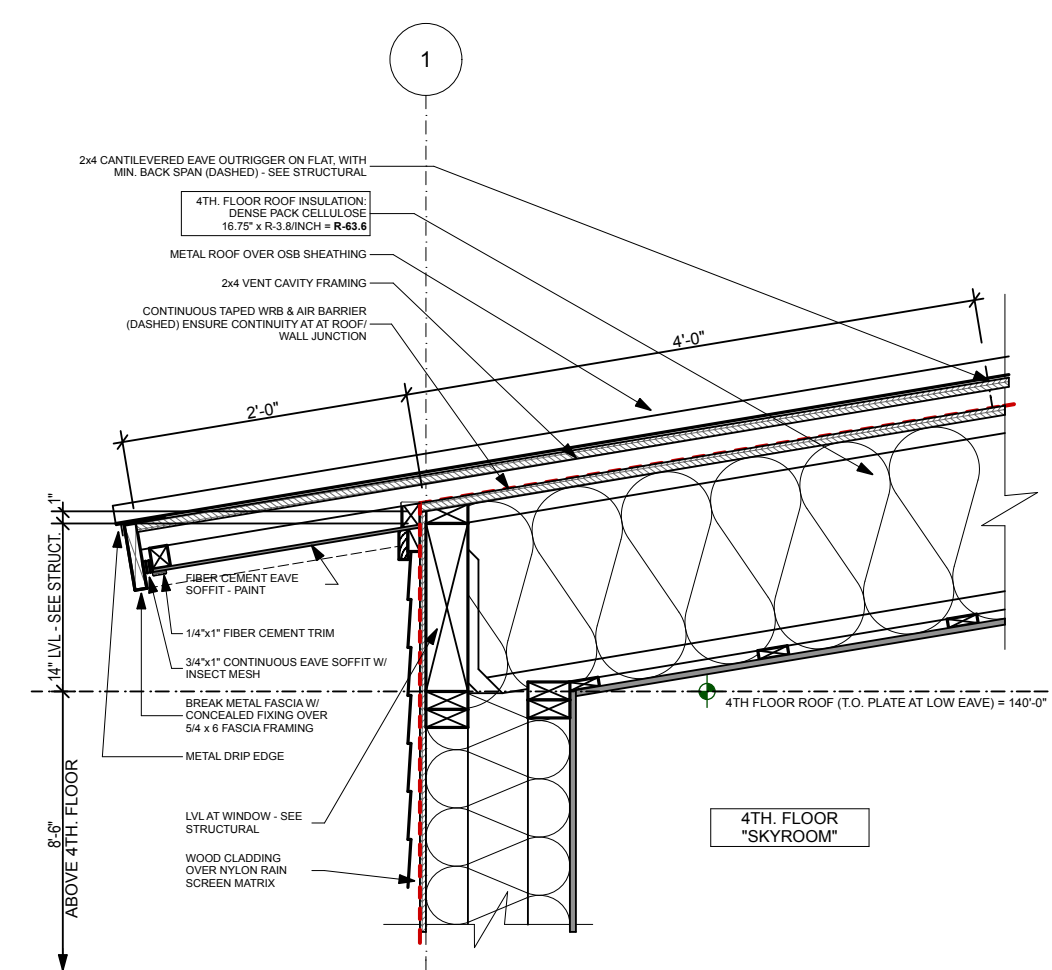 1
2x4 CANTILEVERED EAVE OUTRIGGER ON FLAT, WITH
MIN. BACK SPAN (DASHED) - SEE STRUCTURAL
4TH. FLOOR ROOF INSULATION:
DENSE PACK CELLULOSE
16.75" x R-3.8/INCH = R-63.6
METAL ROOF OVER OSB SHEATHING
2x4 VENT CAVITY FRAMING
CONTINUOUS TAPED WRB & AIR BARRIER
(DASHED) ENSURE CONTINUITY AT AT ROOF/
WALL JUNCTION
4'-0"
2'-0"
1"
14" LVL - SEE STRUCT.
FIBER CEMENT EAVE
SOFFIT - PAINT
1/4"x1" FIBER CEMENT TRIM
3/4"x1" CONTINUOUS EAVE SOFFIT W/
INSECT MESH
BREAK METAL FASCIA W/
CONCEALED FIXING OVER
5/4 x 6 FASCIA FRAMING
METAL DRIP EDGE
4TH FLOOR ROOF (T.O. PLATE AT LOW EAVE) = 140'-0"
8'-6"
ABOVE 4TH. FLOOR
LVL AT WINDOW - SEE
STRUCTURAL
WOOD CLADDING
OVER NYLON RAIN
SCREEN MATRIX
4TH. FLOOR
"SKYROOM"